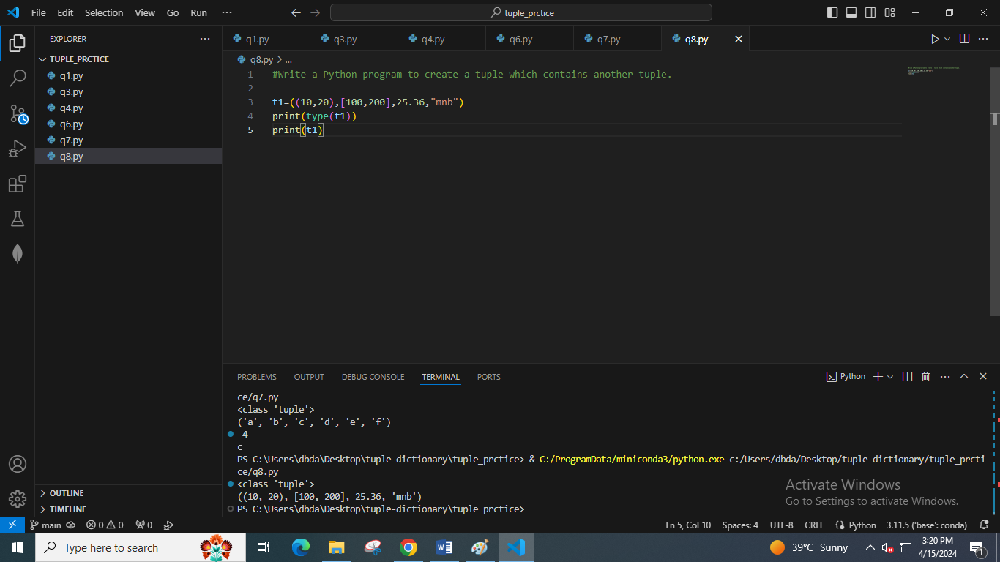 File Edit Selection View Go Run ··· tuple_prctice
EXPLORER ···
TUPLE_PRCTICE
q1.py
q3.py
q4.py
q6.py
q7.py
q8.py
OUTLINE
TIMELINE
q1.py q3.py q4.py q6.py q7.py q8.py
q8.py > ...
1 #Write a Python program to create a tuple which contains another tuple.
2
3 t1=((10,20),[100,200],25.36,"mnb")
4 print(type(t1))
5 print(t1)
PROBLEMS OUTPUT DEBUG CONSOLE TERMINAL PORTS Python
ce/q7.py
<class 'tuple'>
('a', 'b', 'c', 'd', 'e', 'f')
-4
c
PS C:\Users\dbda\Desktop\tuple-dictionary\tuple_prctice> & C:/ProgramData/miniconda3/python.exe c:/Users/dbda/Desktop/tuple-dictionary/tuple_prcti
ce/q8.py
<class 'tuple'>
((10, 20), [100, 200], 25.36, 'mnb')
PS C:\Users\dbda\Desktop\tuple-dictionary\tuple_prctice>
Activate Windows
Go to Settings to activate Windows.
main 0 0 0 Ln 5, Col 10 Spaces: 4 UTF-8 CRLF Python 3.11.5 ('base': conda)
Type here to search 39°C Sunny 3:20 PM
4/15/2024 1